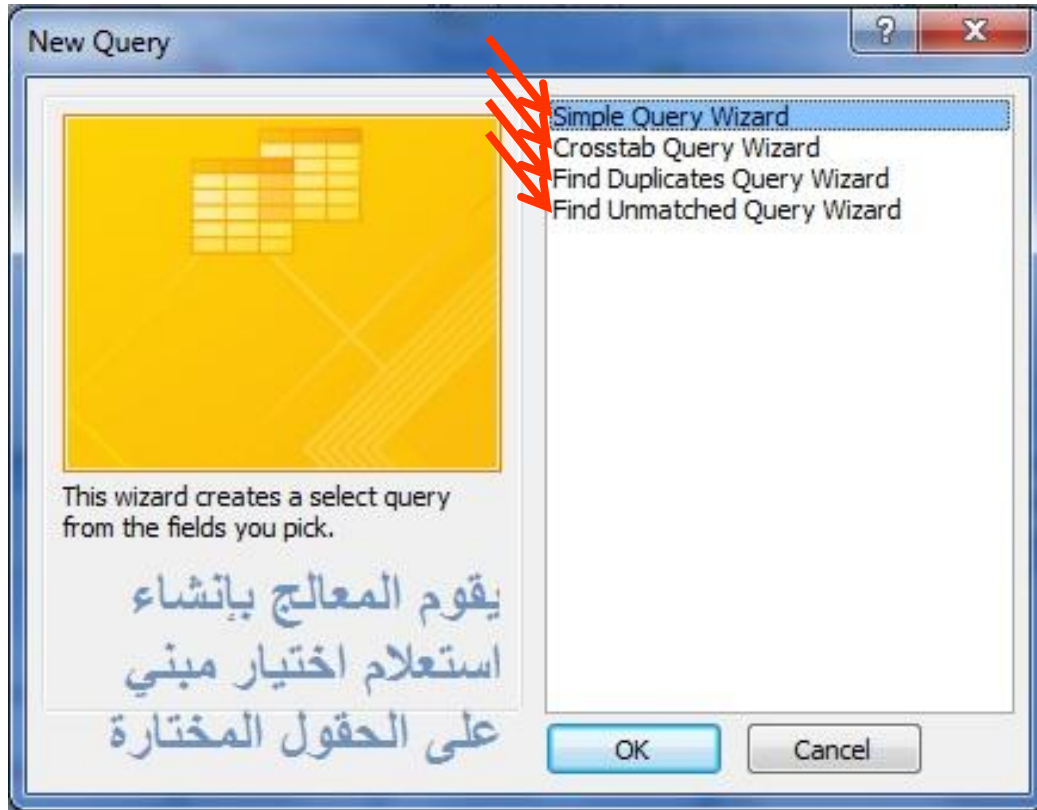 New Query
?
X
Simple Query Wizard
Crosstab Query Wizard
Find Duplicates Query Wizard
Find Unmatched Query Wizard
This wizard creates a select query
from the fields you pick.
يقوم المعالج بإنشاء
استعلام اختيار مبني
على الحقول المختارة
OK
Cancel